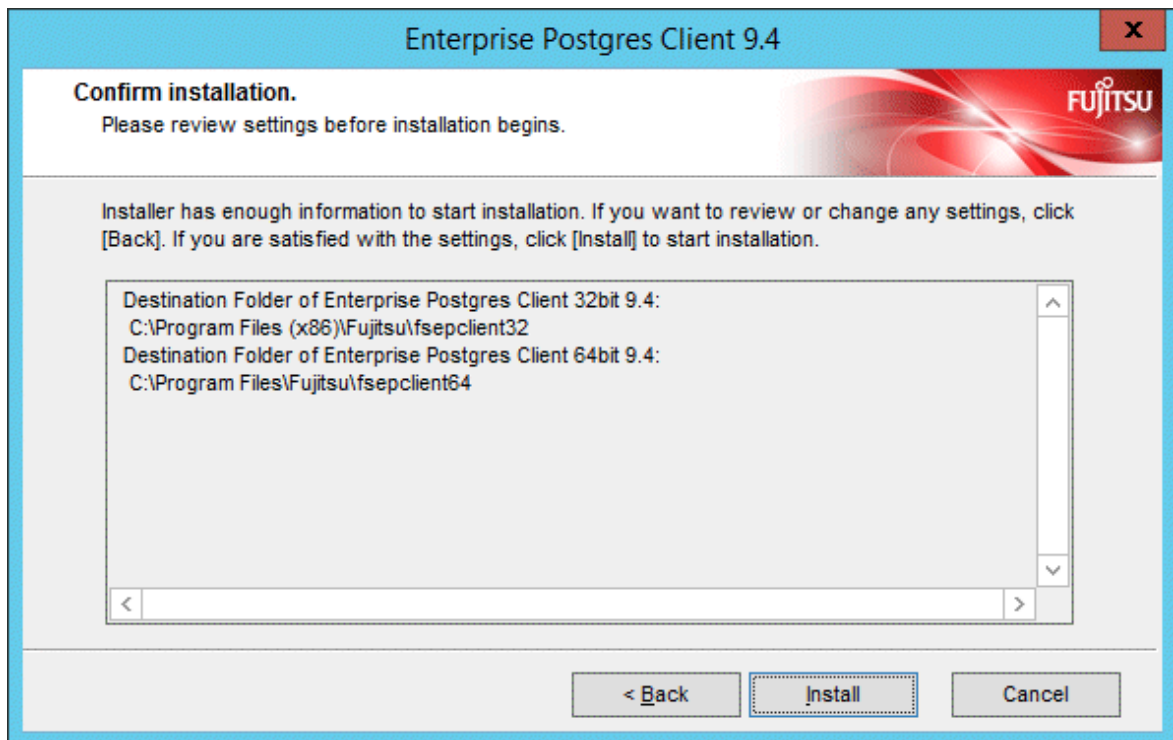 Enterprise Postgres Client 9.4
x
Confirm installation.
Please review settings before installation begins.
FUJITSU
Installer has enough information to start installation. If you want to review or change any settings, click
[Back]. If you are satisfied with the settings, click [Install] to start installation.
Destination Folder of Enterprise Postgres Client 32bit 9.4:
C:\Program Files (x86)\Fujitsu\fsepclient32
Destination Folder of Enterprise Postgres Client 64bit 9.4:
C:\Program Files\Fujitsu\fsepclient64
< Back
Install
Cancel